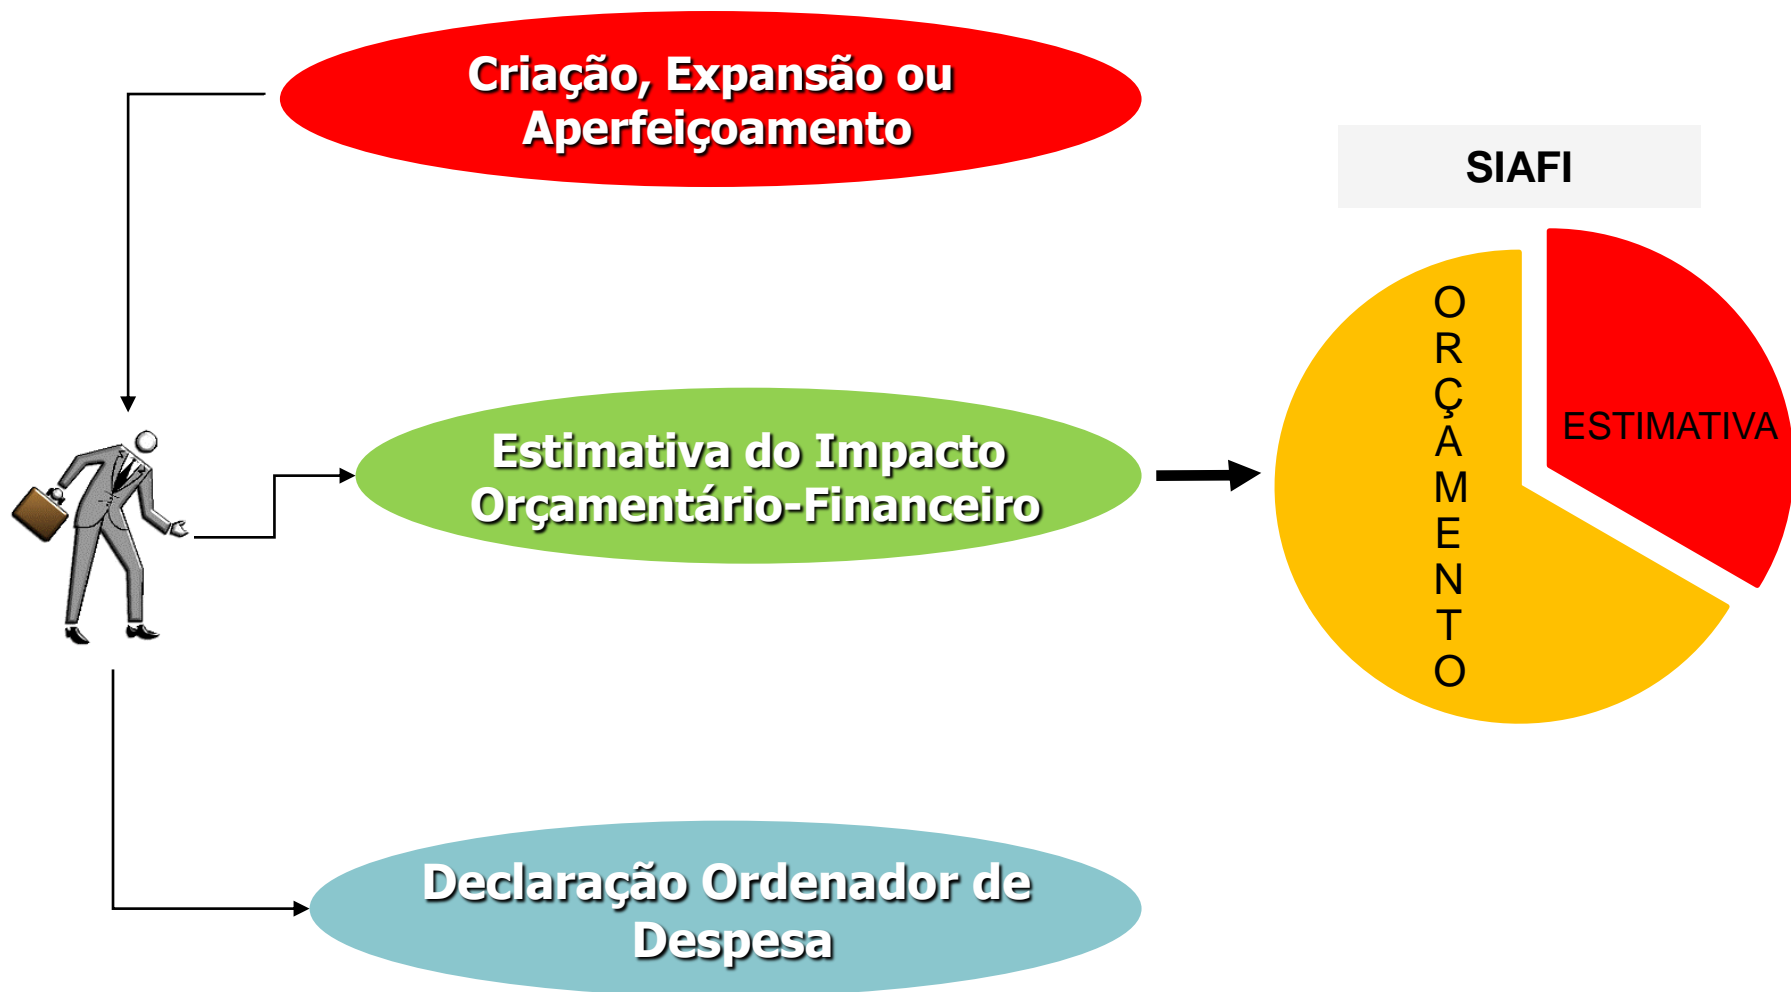 Criação, Expansão ou
Aperfeiçoamento
SIAFI
ORÇAMENTO
ESTIMATIVA
Estimativa do Impacto
Orçamentário-Financeiro
Declaração Ordenador de
Despesa